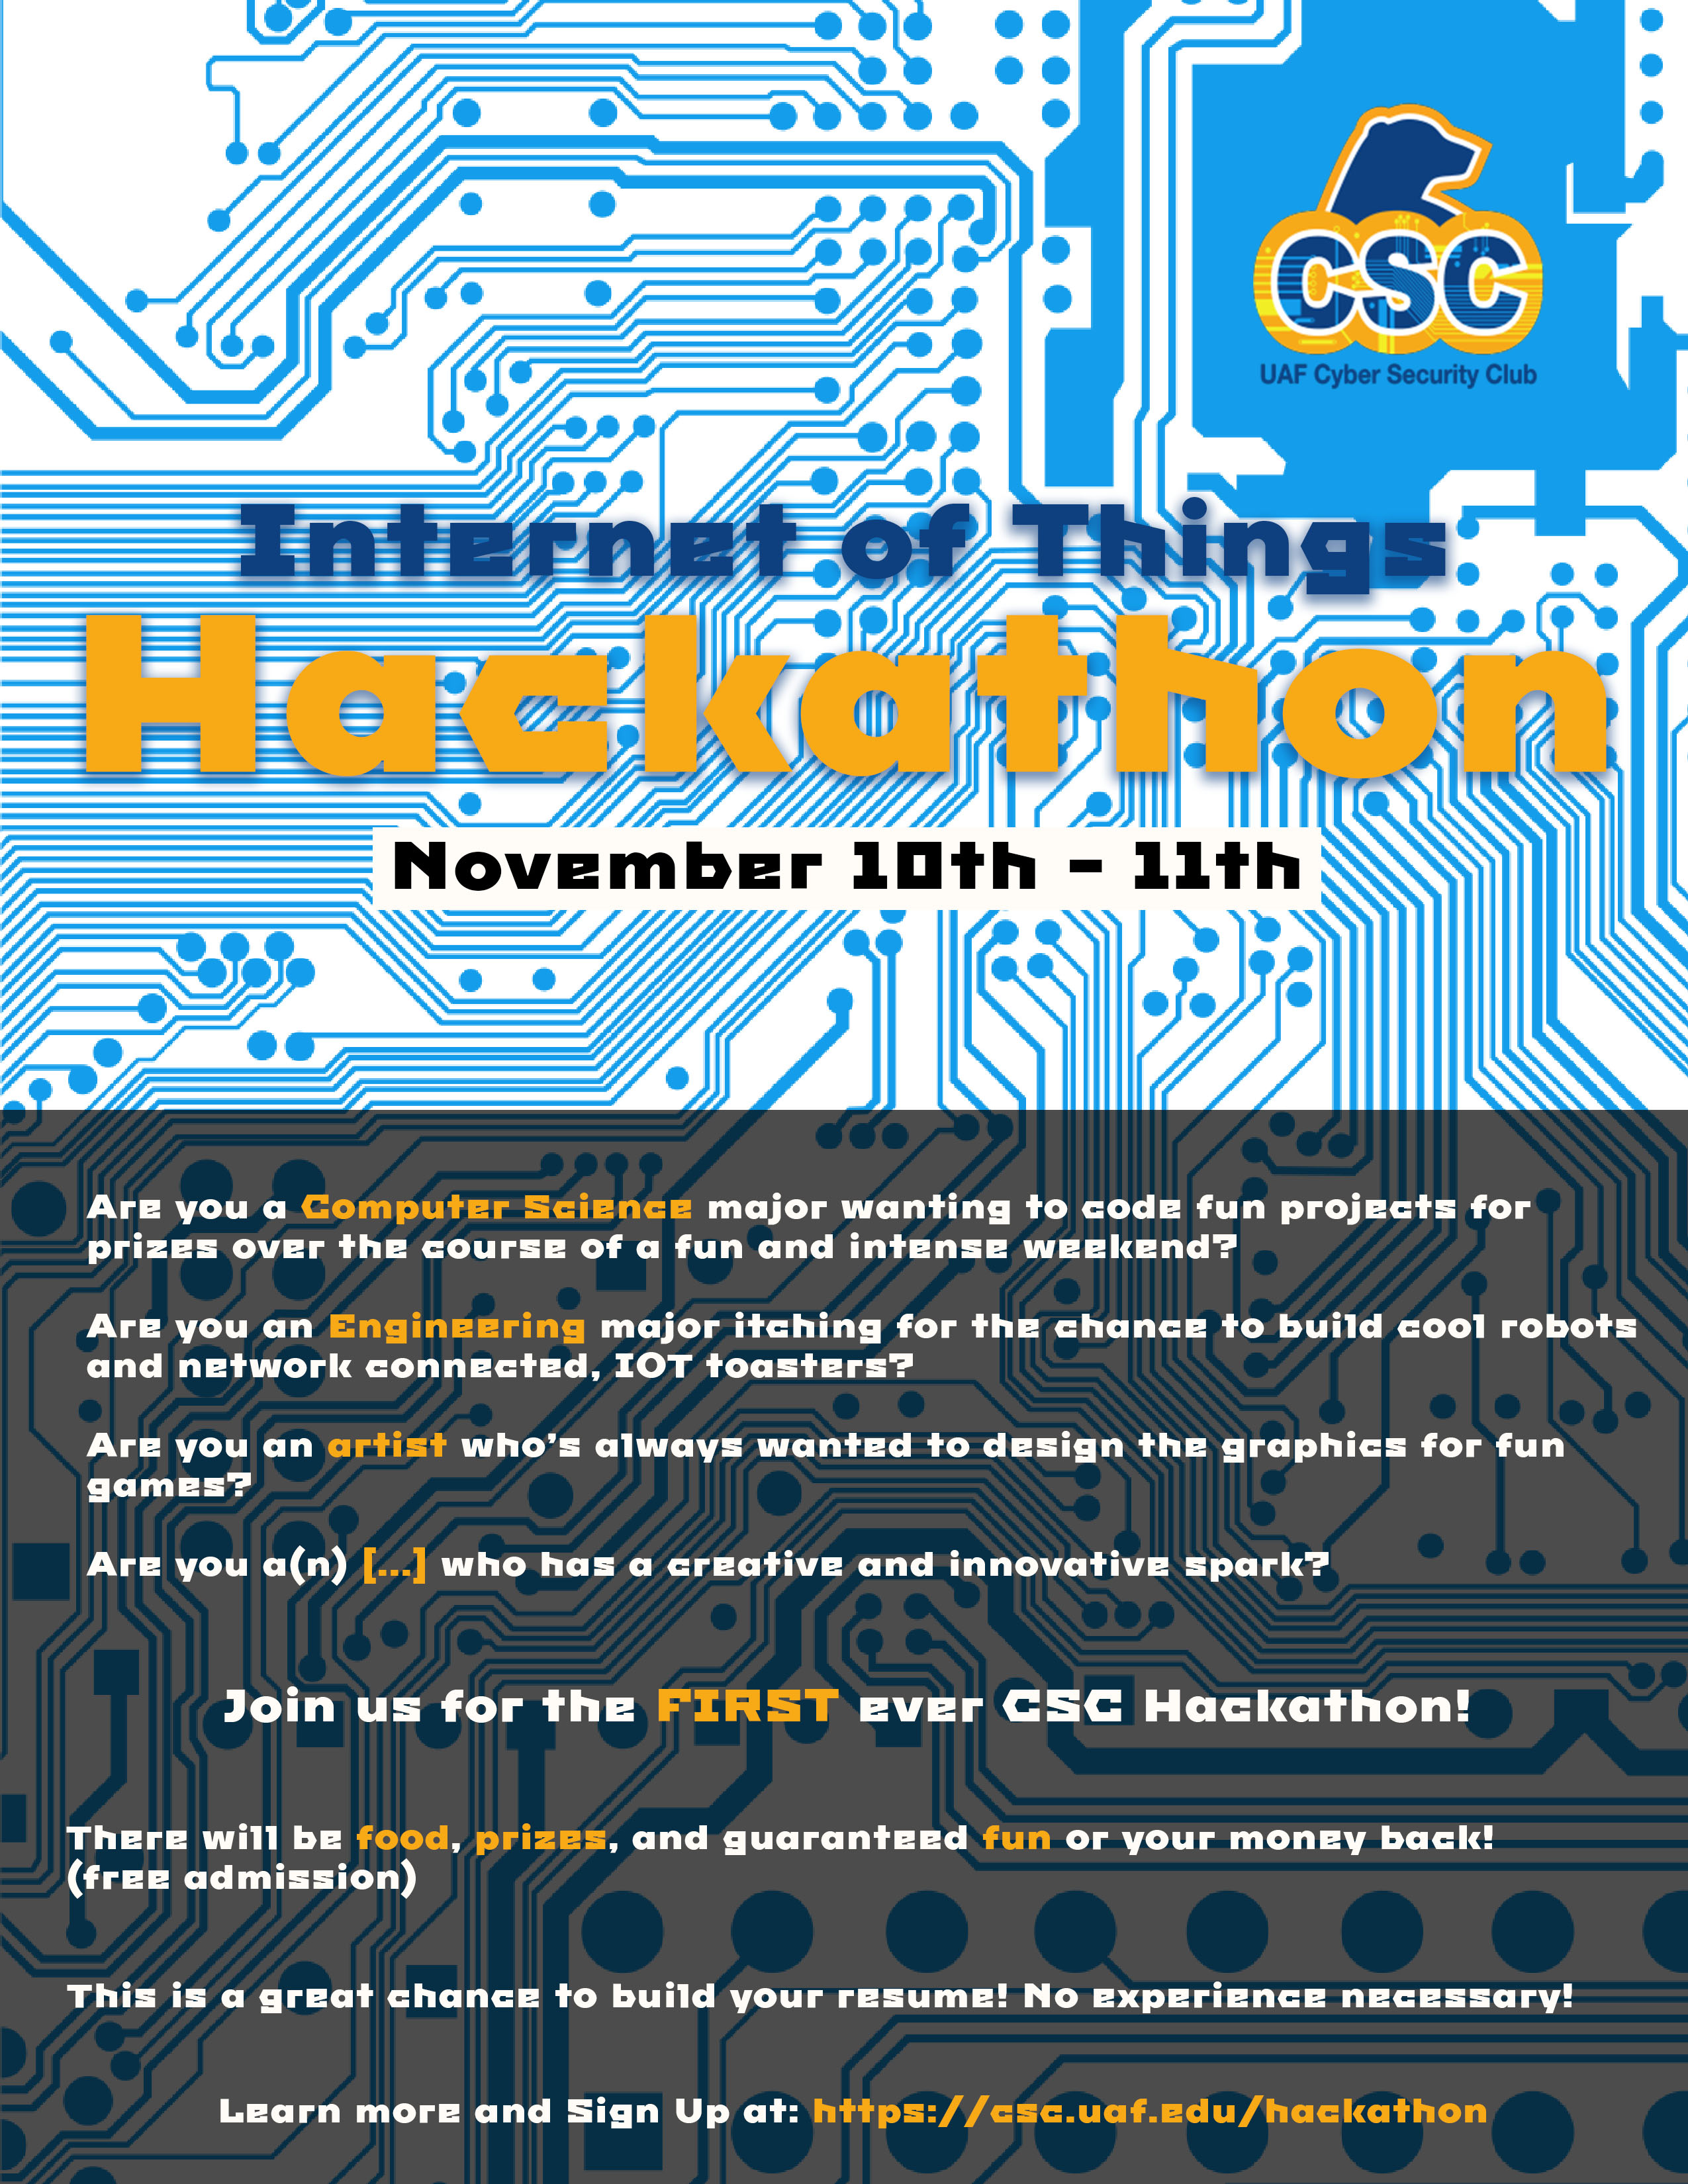 CSC
UAF Cyber Security Club
Internet of Things
Hackathon
November 10th - 11th
Are you a Computer Science major wanting to code fun projects for
prizes over the course of a fun and intense weekend?
Are you an Engineering major itching for the chance to build cool robots
and network connected, IOT toasters?
Are you an artist who's always wanted to design the graphics for fun
games?
Are you a(n) [...] who has a creative and innovative spark?
Join us for the FIRST ever CSC Hackathon!
There will be food, prizes, and guaranteed fun or your money back!
(free admission)
This is a great chance to build your resume! No experience necessary!
Learn more and Sign Up at: https://csc.uaf.edu/hackathon